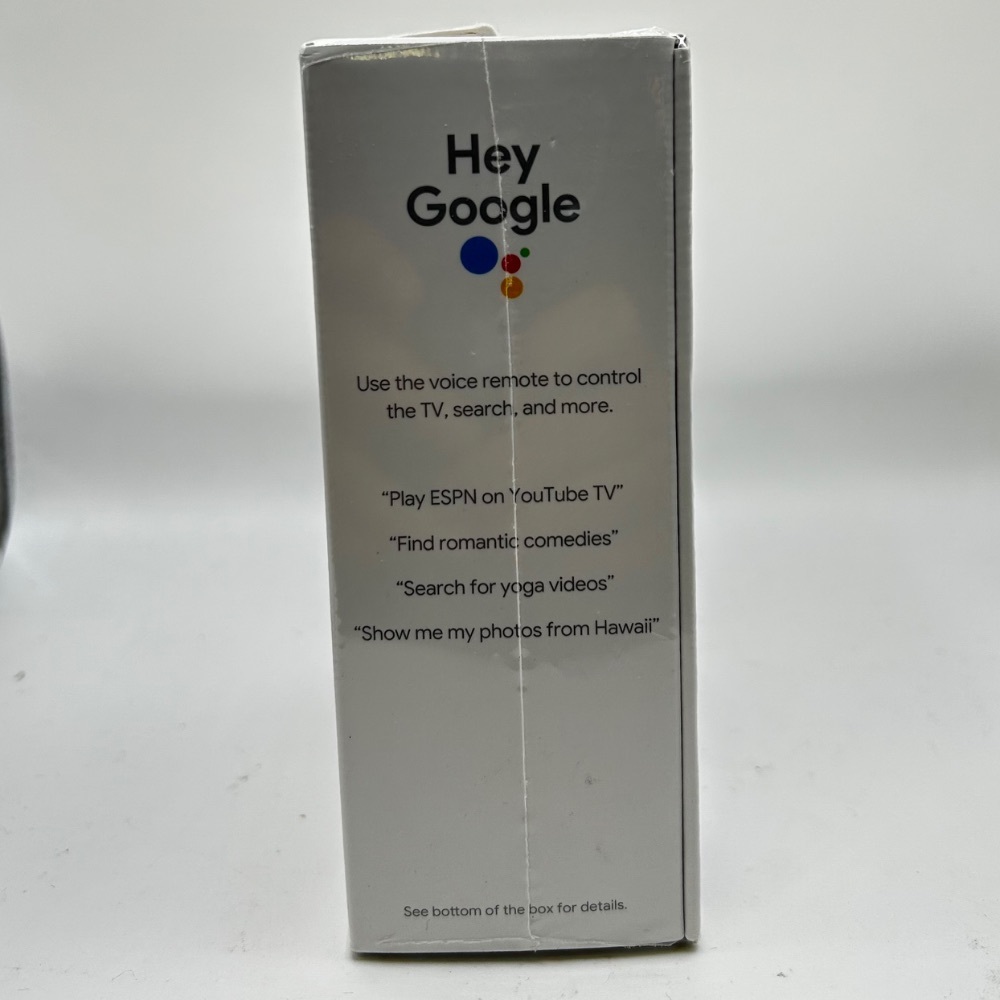 Hey
Google
Use the voice remote to control
the TV, search, and more.
“Play ESPN on YouTube TV”
“Find romantic comedies”
“Search for yoga videos”
“Show me my photos from Hawaii”
See bottom of the box for details.